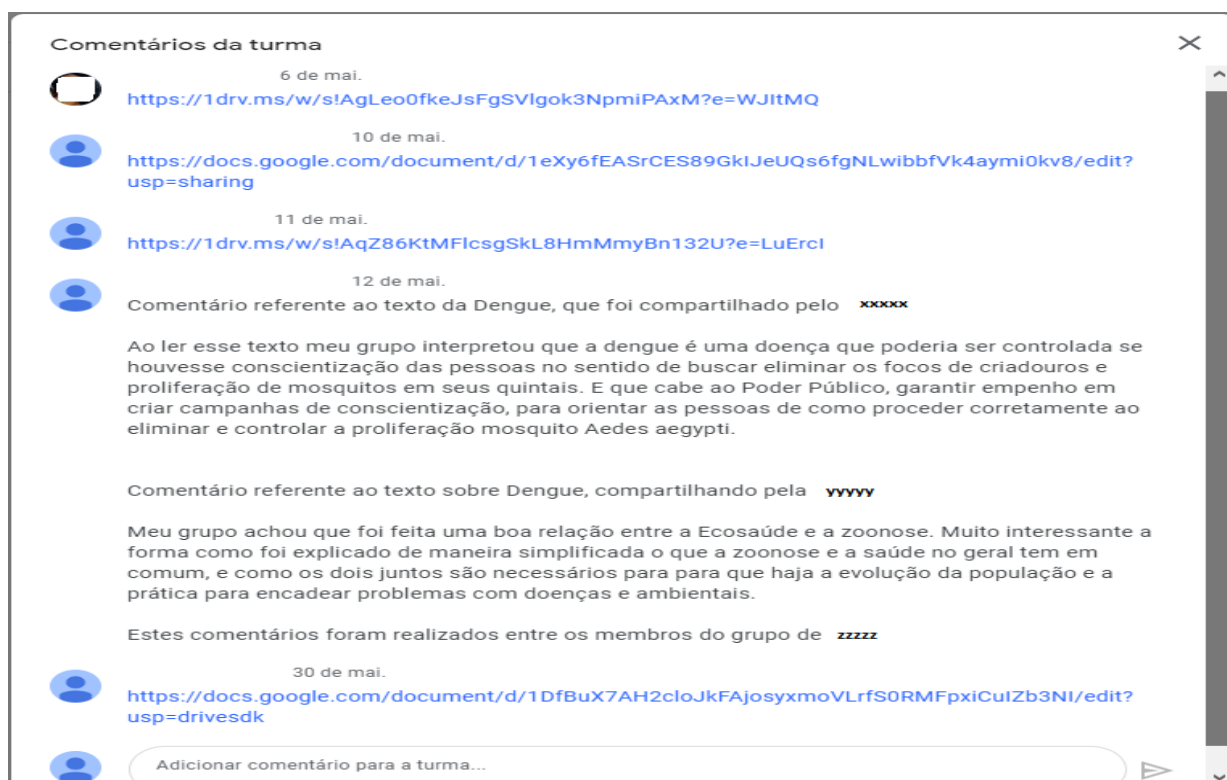 Comentários da turma
6 de mai.
https://1drv.ms/w/s!AgLeo0fkeJsFgSVlgok3NpmiPAxM?e=WJItMQ
10 de mai.
https://docs.google.com/document/d/1eXy6fEASrCES89GkIJeUQs6fgNLwibbfVk4aymi0kv8/edit?
usp=sharing
11 de mai.
https://1drv.ms/w/s!AqZ86KtMFlcsgSkL8HmMmyBn132U?e=LuErcI
12 de mai.
Comentário referente ao texto da Dengue, que foi compartilhado pelo xxxxx
Ao ler esse texto meu grupo interpretou que a dengue é uma doença que poderia ser controlada se
houvesse conscientização das pessoas no sentido de buscar eliminar os focos de criadouros e
proliferação de mosquitos em seus quintais. E que cabe ao Poder Público, garantir empenho em
criar campanhas de conscientização, para orientar as pessoas de como proceder corretamente ao
eliminar e controlar a proliferação mosquito Aedes aegypti.
Comentário referente ao texto sobre Dengue, compartilhando pela yyyyy
Meu grupo achou que foi feita uma boa relação entre a Ecosaúde e a zoonose. Muito interessante a
forma como foi explicado de maneira simplificada o que a zoonose e a saúde no geral tem em
comum, e como os dois juntos são necessários para para que haja a evolução da população e a
prática para encadear problemas com doenças e ambientais.
Estes comentários foram realizados entre os membros do grupo de zzzzz
30 de mai.
https://docs.google.com/document/d/1DfBuX7AH2cloJkFAjosyxmoVLrfS0RMFpxiCuIZb3NI/edit?
usp=drivesdk
Adicionar comentário para a turma...